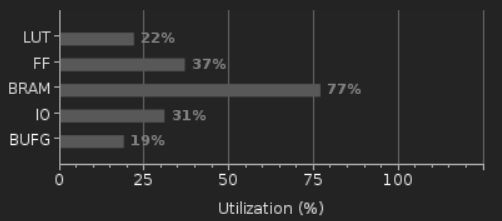 LUT 22%
FF 37%
BRAM 77%
IO 31%
BUFG 19%
0 25 50 75 100
Utilization (%)